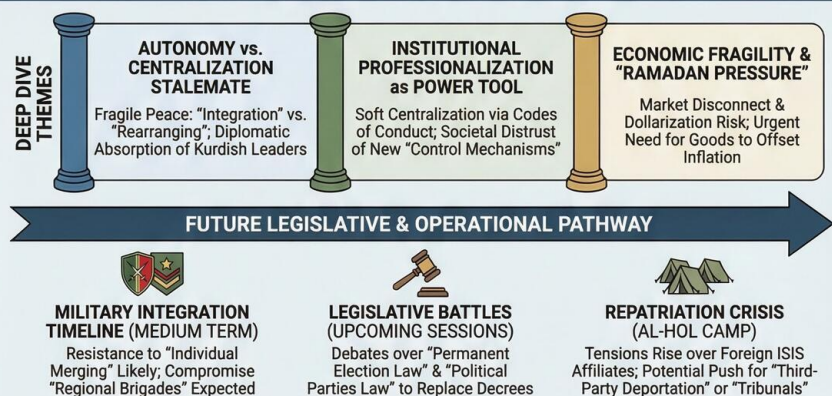 DEEP DIVE
THEMES
AUTONOMY vs.
CENTRALIZATION
STALEMATE
Fragile Peace: “Integration” vs.
“Rearranging”; Diplomatic
Absorption of Kurdish Leaders
INSTITUTIONAL
PROFESSIONALIZATION
as POWER TOOL
Soft Centralization via Codes
of Conduct; Societal Distrust
of New “Control Mechanisms”
ECONOMIC FRAGILITY &
“RAMADAN PRESSURE”
Market Disconnect &
Dollarization Risk; Urgent
Need for Goods to Offset
Inflation
FUTURE LEGISLATIVE & OPERATIONAL PATHWAY
MILITARY INTEGRATION
TIMELINE (MEDIUM TERM)
Resistance to “Individual
Merging” Likely; Compromise
“Regional Brigades” Expected
LEGISLATIVE BATTLES
(UPCOMING SESSIONS)
Debates over “Permanent
Election Law” & “Political
Parties Law” to Replace Decrees
REPATRIATION CRISIS
(AL-HOL CAMP)
Tensions Rise over Foreign ISIS
Affiliates; Potential Push for “Third-
Party Deportation” or “Tribunals”